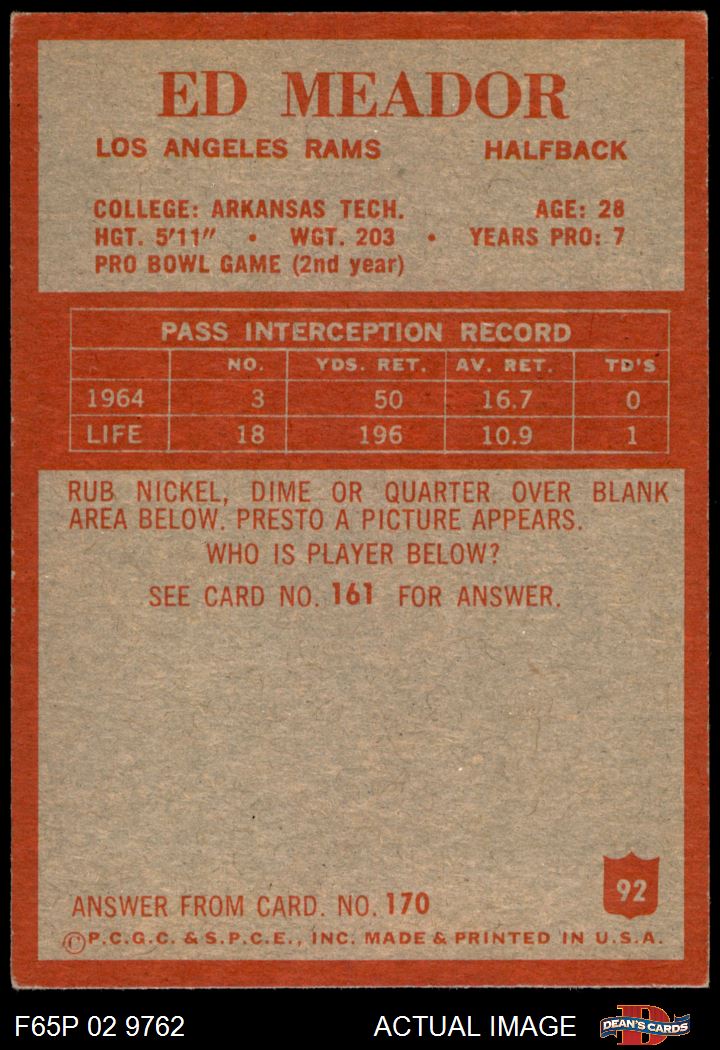 ED MEADOR
LOS ANGELES RAMS HALFBACK
COLLEGE: ARKANSAS TECH. AGE: 28
HGT. 5'11" • WGT. 203 • YEARS PRO: 7
PRO BOWL GAME (2nd year)
PASS INTERCEPTION RECORD
NO. YDS. RET. AV. RET. TD'S
1964 3 50 16.7 0
LIFE 18 196 10.9 1
RUB NICKEL, DIME OR QUARTER OVER BLANK
AREA BELOW. PRESTO A PICTURE APPEARS.
WHO IS PLAYER BELOW?
SEE CARD NO. 161 FOR ANSWER.
92
ANSWER FROM CARD. NO. 170
©P.C.G.C. & S.P.C.E., INC. MADE & PRINTED IN U.S.A.
F65P 02 9762 ACTUAL IMAGE D DEAN'S CARDS